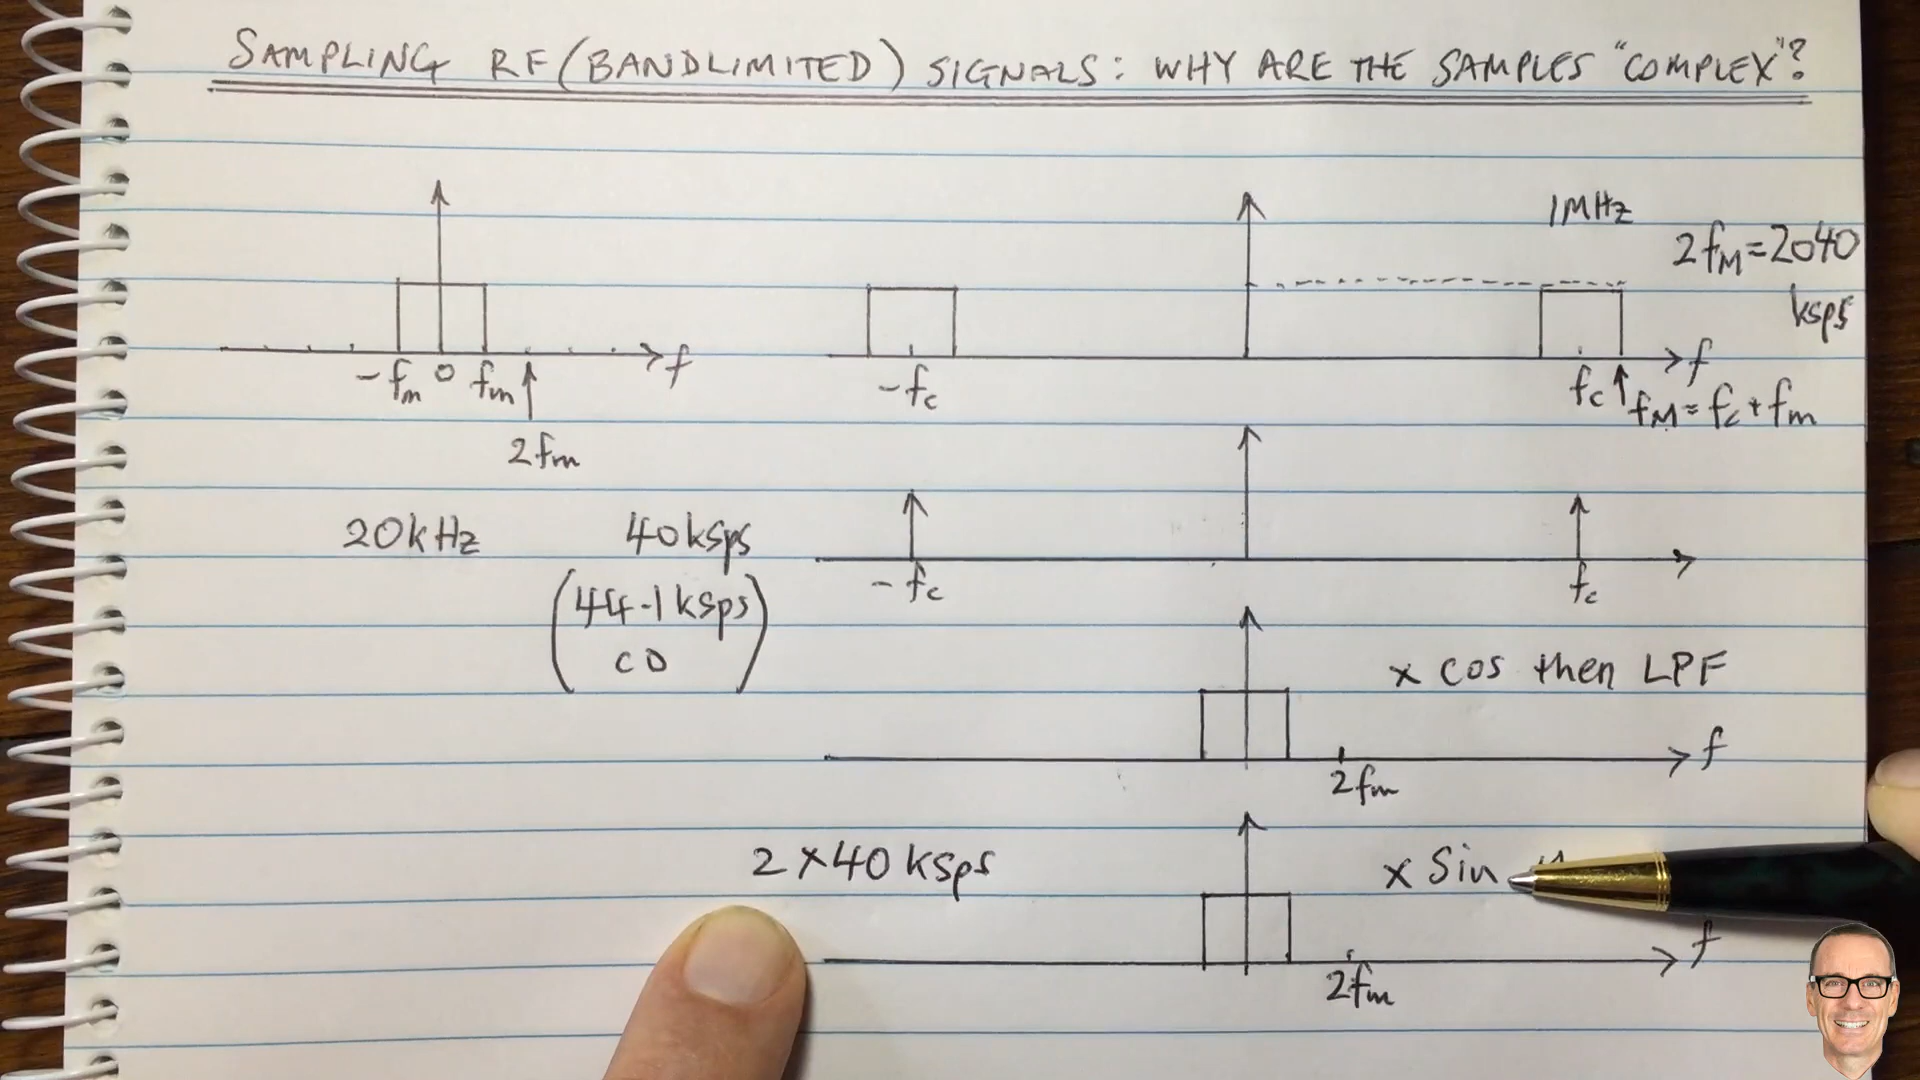 SAMPLING RF (BANDLIMITED) SIGNALS: WHY ARE THE SAMPLES "COMPLEX"?
1MHz
2fM=2040
ksps
-fm 0 fm
f
2fm
-fc
fc
f
fM=fc+fm
20kHz
40ksps
(44.1ksps)
CD
-fc
fc
x cos then LPF
f
2fm
2x40ksps
x Sin
f
2fm